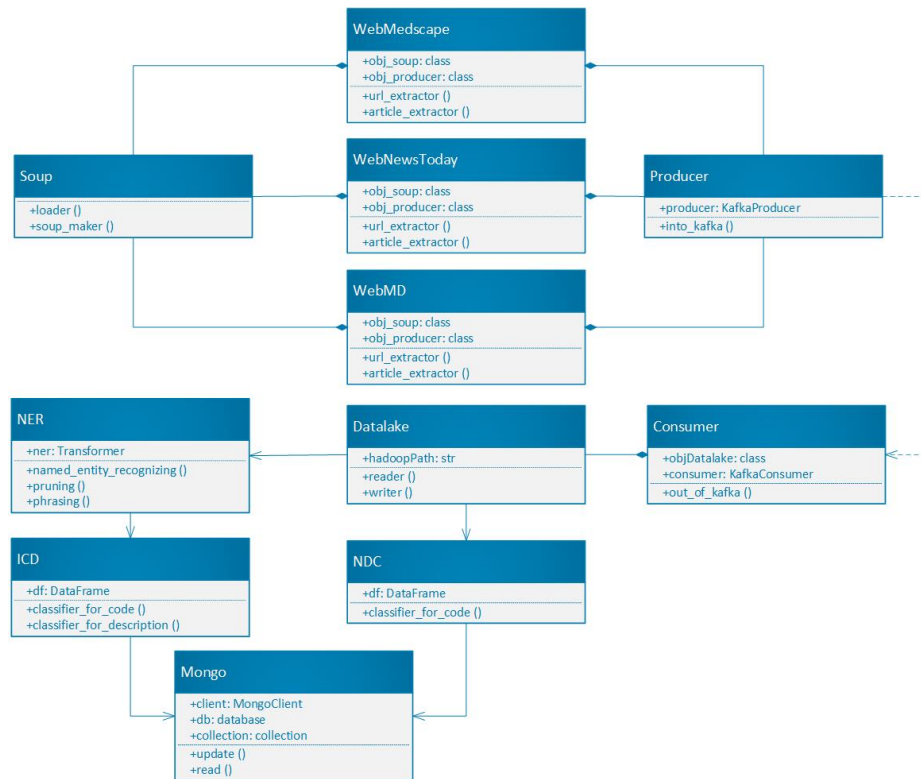 WebMedscape
+obj_soup: class
+obj_producer: class
+url_extractor ()
+article_extractor ()
Soup
+loader ()
+soup_maker ()
WebNewsToday
+obj_soup: class
+obj_producer: class
+url_extractor ()
+article_extractor ()
Producer
+producer: KafkaProducer
+into_kafka ()
WebMD
+obj_soup: class
+obj_producer: class
+url_extractor ()
+article_extractor ()
NER
+ner: Transformer
+named_entity_recognizing ()
+pruning ()
+phrasing ()
Datalake
+hadoopPath: str
+reader ()
+writer ()
Consumer
+objDatalake: class
+consumer: KafkaConsumer
+out_of_kafka ()
ICD
+df: DataFrame
+classifier_for_code ()
+classifier_for_description ()
NDC
+df: DataFrame
+classifier_for_code ()
Mongo
+client: MongoClient
+db: database
+collection: collection
+update ()
+read ()